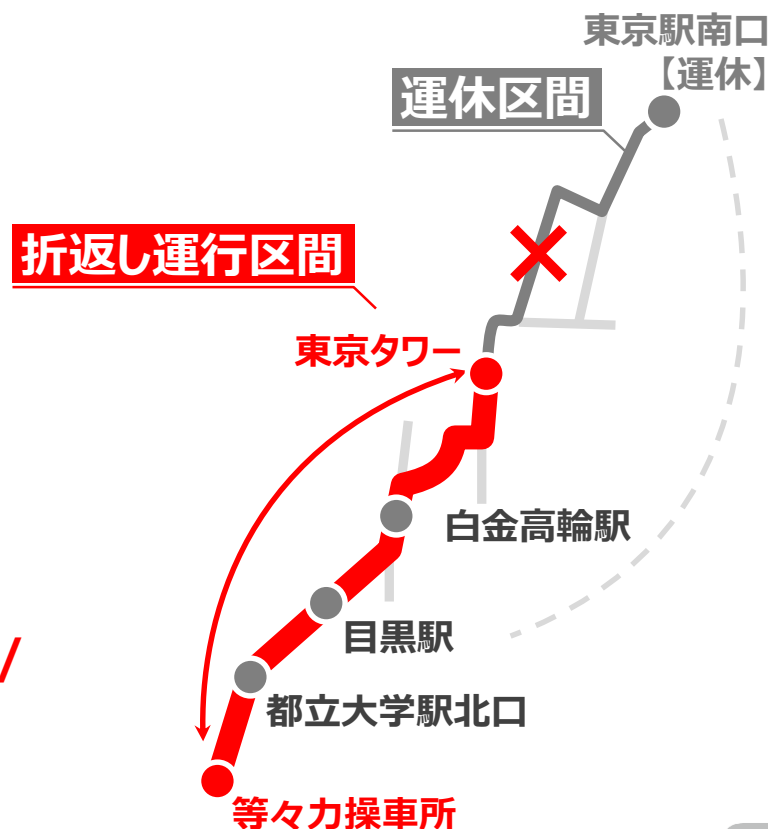 東京駅南口
【運休】
運休区間
折返し運行区間
東京タワー
白金高輪駅
目黒駅
都立大学駅北口
等々力操車所